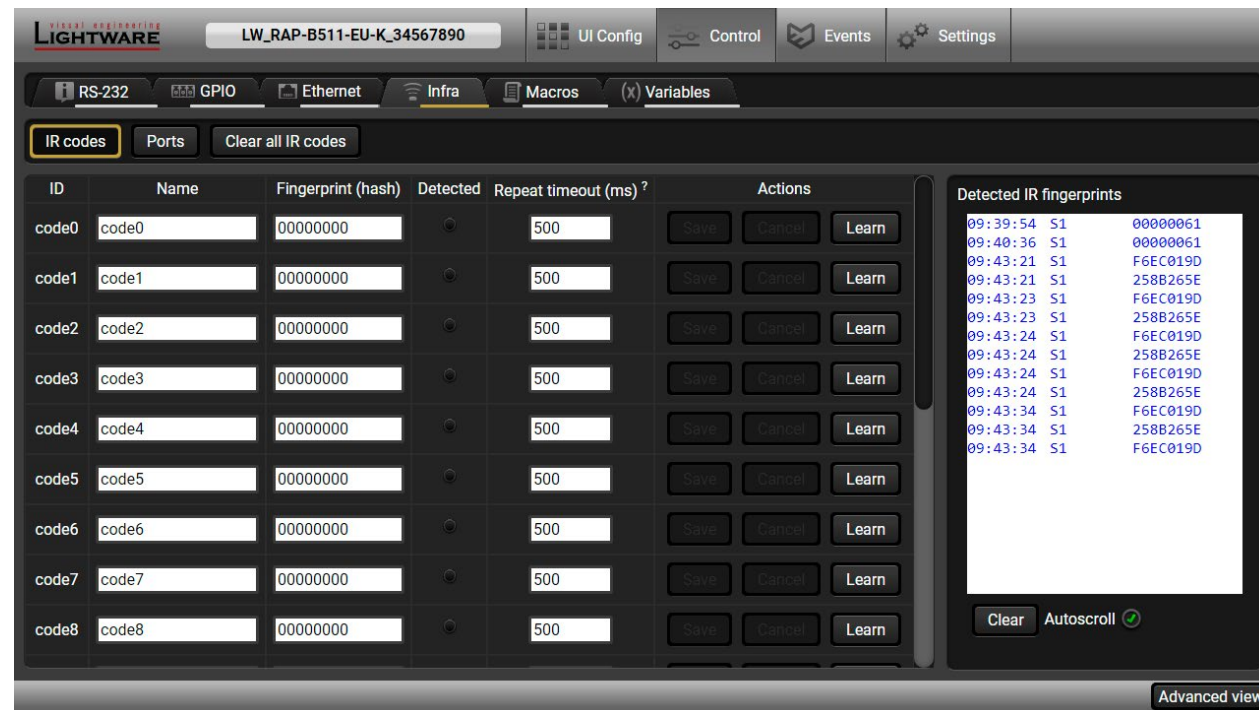 visual engineering
LIGHTWARE
LW_RAP-B511-EU-K_34567890
UI Config
Control
Events
Settings
RS-232
GPIO
Ethernet
Infra
Macros
(x) Variables
IR codes
Ports
Clear all IR codes
ID Name Fingerprint (hash) Detected Repeat timeout (ms) ? Actions
code0 code0 00000000 500 Save Cancel Learn
code1 code1 00000000 500 Save Cancel Learn
code2 code2 00000000 500 Save Cancel Learn
code3 code3 00000000 500 Save Cancel Learn
code4 code4 00000000 500 Save Cancel Learn
code5 code5 00000000 500 Save Cancel Learn
code6 code6 00000000 500 Save Cancel Learn
code7 code7 00000000 500 Save Cancel Learn
code8 code8 00000000 500 Save Cancel Learn
Detected IR fingerprints
09:39:54 S1 00000061
09:40:36 S1 00000061
09:43:21 S1 F6EC019D
09:43:21 S1 258B265E
09:43:23 S1 F6EC019D
09:43:23 S1 258B265E
09:43:24 S1 F6EC019D
09:43:24 S1 258B265E
09:43:24 S1 F6EC019D
09:43:24 S1 258B265E
09:43:34 S1 F6EC019D
09:43:34 S1 258B265E
09:43:34 S1 F6EC019D
Clear Autoscroll
Advanced view